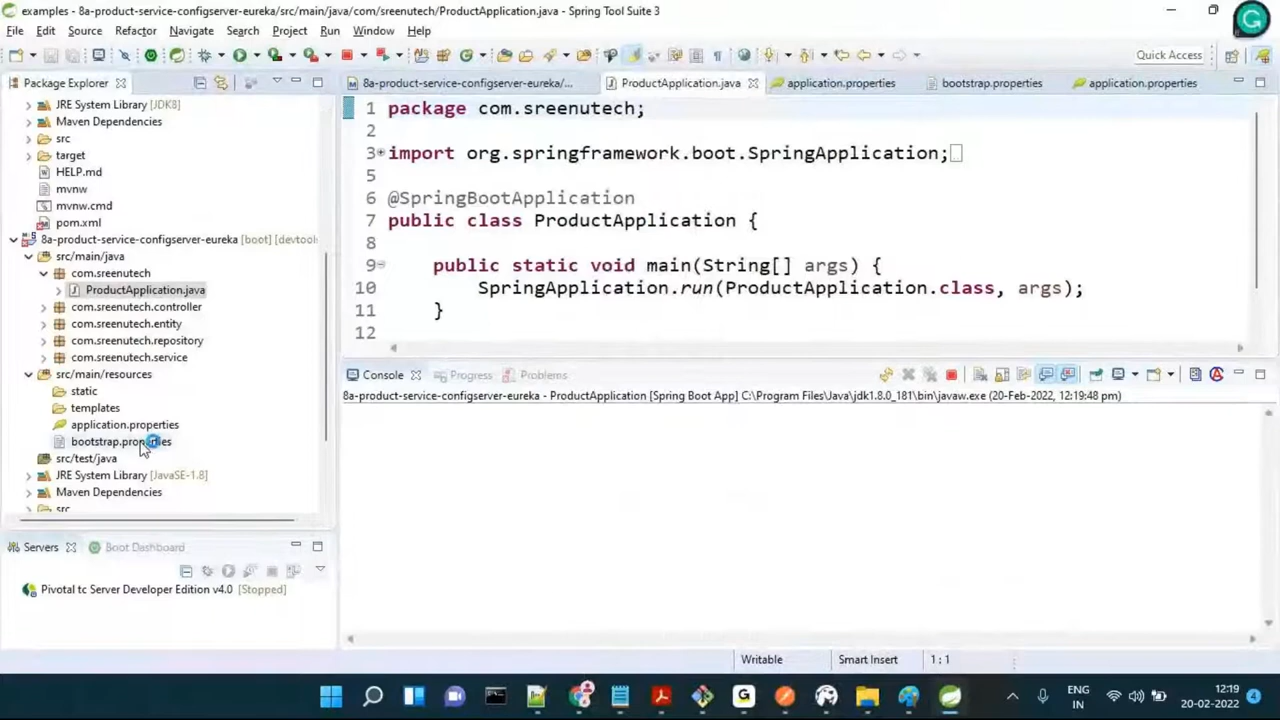 examples - 8a-product-service-configserver-eureka/src/main/java/com/sreenutech/ProductApplication.java - Spring Tool Suite 3
File Edit Source Refactor Navigate Search Project Run Window Help
Quick Access
Package Explorer
JRE System Library [JDK8]
Maven Dependencies
src
target
HELP.md
mvnw
mvnw.cmd
pom.xml
8a-product-service-configserver-eureka [boot] [devtool
src/main/java
com.sreenutech
ProductApplication.java
com.sreenutech.controller
com.sreenutech.entity
com.sreenutech.repository
com.sreenutech.service
src/main/resources
static
templates
application.properties
bootstrap.properties
src/test/java
JRE System Library [JavaSE-1.8]
Maven Dependencies
src
Servers Boot Dashboard
Pivotal tc Server Developer Edition v4.0 [Stopped]
8a-product-service-configserver-eureka/... ProductApplication.java application.properties bootstrap.properties application.properties
1 package com.sreenutech;
2
3 import org.springframework.boot.SpringApplication;
5
6 @SpringBootApplication
7 public class ProductApplication {
8
9 public static void main(String[] args) {
10 SpringApplication.run(ProductApplication.class, args);
11 }
12
Console Progress Problems
8a-product-service-configserver-eureka - ProductApplication [Spring Boot App] C:\Program Files\Java\jdk1.8.0_181\bin\javaw.exe (20-Feb-2022, 12:19:48 pm)
Writable Smart Insert 1 : 1
ENG
IN
12:19
20-02-2022
4